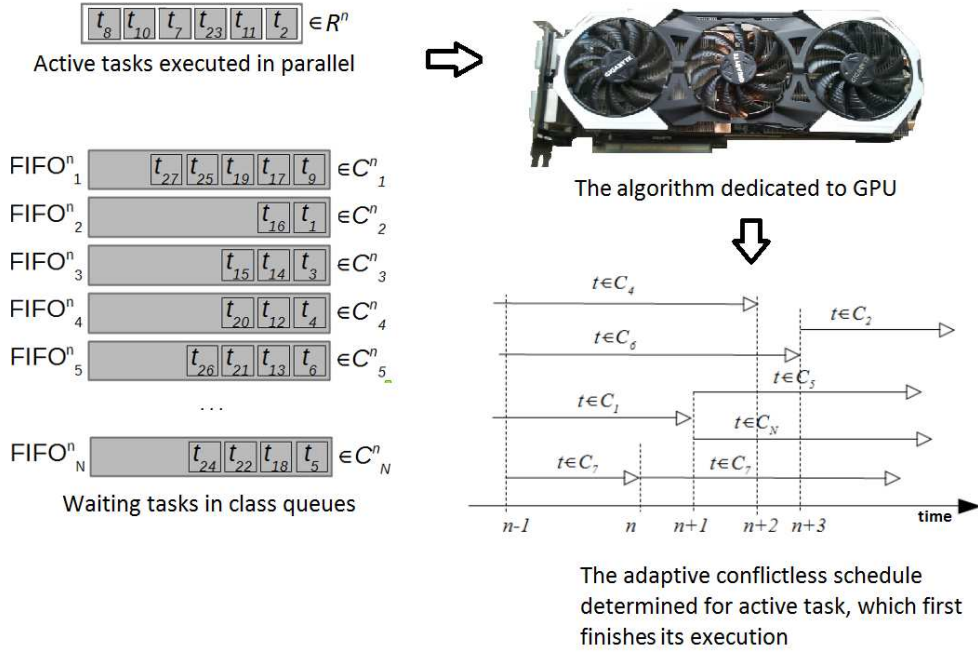 t8 t10 t7 t23 t11 t2 ∈R^n
Active tasks executed in parallel
GIGABYTE
The algorithm dedicated to GPU
FIFO^n_1 t27 t25 t19 t17 t9 ∈C^n_1
FIFO^n_2 t16 t1 ∈C^n_2
FIFO^n_3 t15 t14 t3 ∈C^n_3
FIFO^n_4 t20 t12 t4 ∈C^n_4
FIFO^n_5 t26 t21 t13 t6 ∈C^n_5
...
FIFO^n_N t24 t22 t18 t5 ∈C^n_N
Waiting tasks in class queues
t∈C4
t∈C2
t∈C6
t∈C5
t∈C1
t∈CN
t∈C7 t∈C7
time
n-1 n n+1 n+2 n+3
The adaptive conflictless schedule
determined for active task, which first
finishes its execution